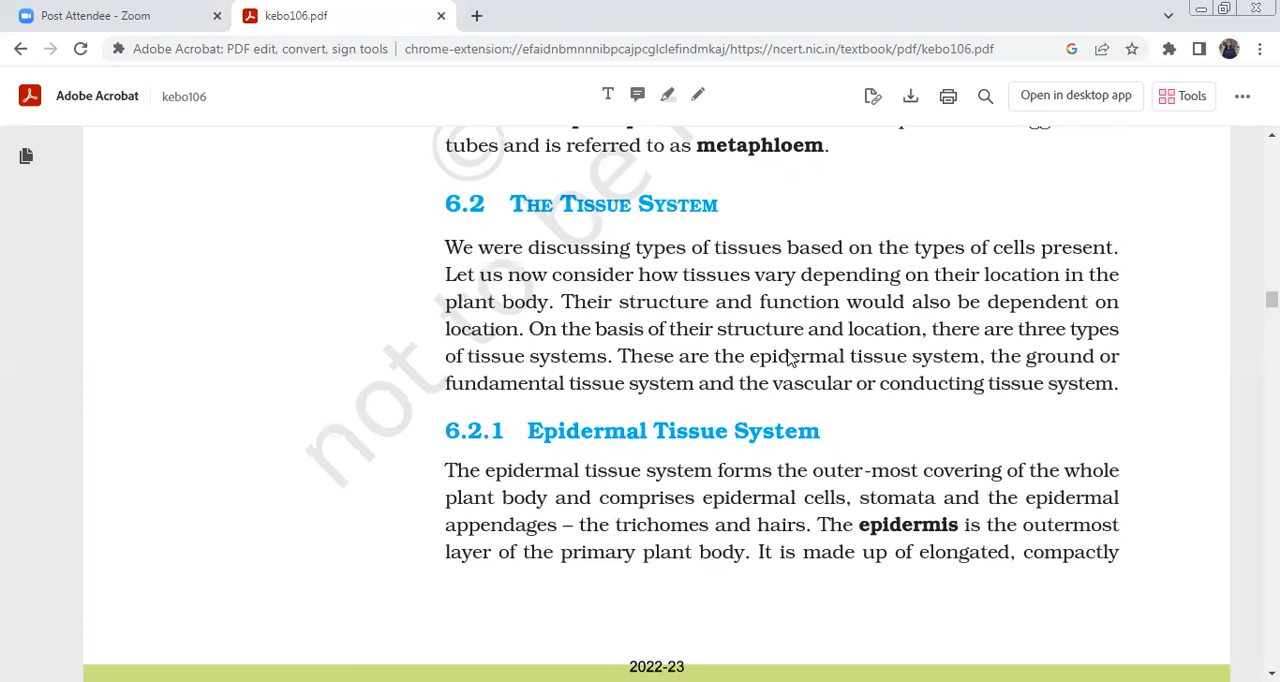 Post Attendee - Zoom
kebo106.pdf
Adobe Acrobat: PDF edit, convert, sign tools | chrome-extension://efaidnbmnnnibpcajpcglclefindmkaj/https://ncert.nic.in/textbook/pdf/kebo106.pdf
Adobe Acrobat kebo106
Open in desktop app
Tools
tubes and is referred to as metaphloem.
6.2 THE TISSUE SYSTEM
We were discussing types of tissues based on the types of cells present.
Let us now consider how tissues vary depending on their location in the
plant body. Their structure and function would also be dependent on
location. On the basis of their structure and location, there are three types
of tissue systems. These are the epidermal tissue system, the ground or
fundamental tissue system and the vascular or conducting tissue system.
6.2.1 Epidermal Tissue System
The epidermal tissue system forms the outer-most covering of the whole
plant body and comprises epidermal cells, stomata and the epidermal
appendages – the trichomes and hairs. The epidermis is the outermost
layer of the primary plant body. It is made up of elongated, compactly
© not to be
2022-23